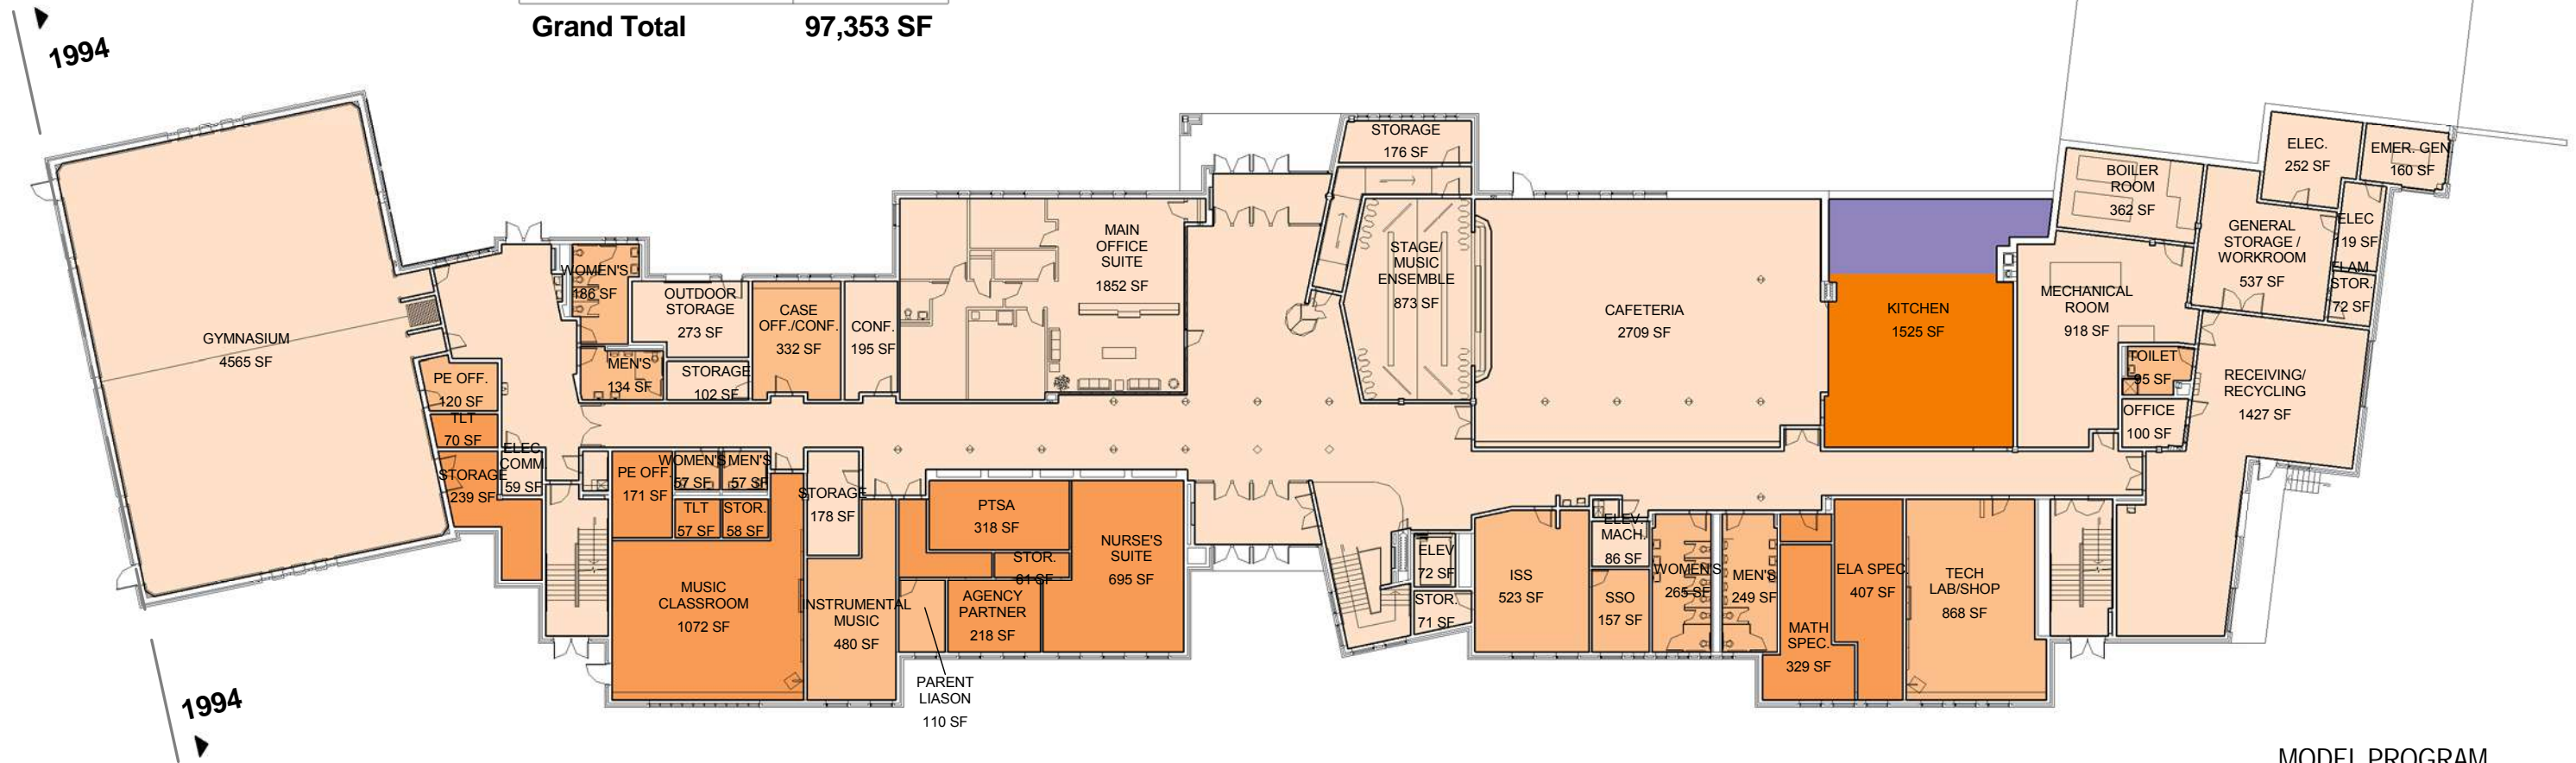 Grand Total 97,353 SF
1994
GYMNASIUM
4565 SF
WOMEN'S
186 SF
OUTDOOR
STORAGE
273 SF
MEN'S
134 SF
STORAGE
102 SF
CASE
OFF./CONF.
332 SF
CONF.
195 SF
MAIN
OFFICE
SUITE
1852 SF
STORAGE
176 SF
STAGE/
MUSIC
ENSEMBLE
873 SF
CAFETERIA
2709 SF
KITCHEN
1525 SF
BOILER
ROOM
362 SF
MECHANICAL
ROOM
918 SF
GENERAL
STORAGE /
WORKROOM
537 SF
ELEC.
252 SF
EMER. GEN
160 SF
ELEC
119 SF
FLAM.
STOR.
72 SF
TOILET
95 SF
OFFICE
100 SF
RECEIVING/
RECYCLING
1427 SF
PE OFF.
120 SF
TLT
70 SF
STORAGE
239 SF
ELEC
COMM.
59 SF
PE OFF.
171 SF
WOMEN'S
57 SF
MEN'S
57 SF
TLT
57 SF
STOR.
58 SF
MUSIC
CLASSROOM
1072 SF
STORAGE
178 SF
INSTRUMENTAL
MUSIC
480 SF
PTSA
318 SF
STOR.
61 SF
AGENCY
PARTNER
218 SF
NURSE'S
SUITE
695 SF
PARENT
LIASON
110 SF
ELEV
72 SF
STOR.
71 SF
ISS
523 SF
ELEV.
MACH.
86 SF
SSO
157 SF
WOMEN'S
265 SF
MEN'S
249 SF
MATH
SPEC.
329 SF
ELA SPEC.
407 SF
TECH
LAB/SHOP
868 SF
1994
MODEL PROGRAM